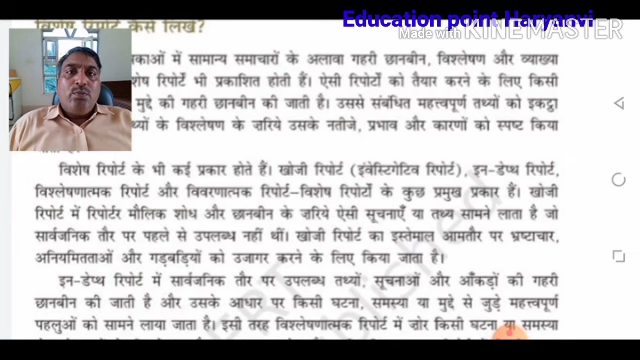 Education point Haryanvi
Made with KINEMASTER
विशेष रिपोर्ट कैसे लिखें?
काओं में सामान्य समाचारों के अलावा गहरी छानबीन, विश्लेषण और व्याख्या
रिपोर्टें भी प्रकाशित होती हैं। ऐसी रिपोर्टों को तैयार करने के लिए किसी
मुद्दे की गहरी छानबीन की जाती है। उससे संबंधित महत्त्वपूर्ण तथ्यों को इकट्ठा
के विश्लेषण के ज़रिये उसके नतीजे, प्रभाव और कारणों को स्पष्ट किया
विशेष रिपोर्ट के भी कई प्रकार होते हैं। खोजी रिपोर्ट (इंवेस्टिगेटिव रिपोर्ट), इन-डेप्थ रिपोर्ट,
विश्लेषणात्मक रिपोर्ट और विवरणात्मक रिपोर्ट–विशेष रिपोर्टों के कुछ प्रमुख प्रकार हैं। खोजी
रिपोर्ट में रिपोर्टर मौलिक शोध और छानबीन के ज़रिये ऐसी सूचनाएँ या तथ्य सामने लाता है जो
सार्वजनिक तौर पर पहले से उपलब्ध नहीं थीं। खोजी रिपोर्ट का इस्तेमाल आमतौर पर भ्रष्टाचार,
अनियमितताओं और गड़बड़ियों को उजागर करने के लिए किया जाता है।
इन-डेप्थ रिपोर्ट में सार्वजनिक तौर पर उपलब्ध तथ्यों, सूचनाओं और आँकड़ों की गहरी
छानबीन की जाती है और उसके आधार पर किसी घटना, समस्या या मुद्दे से जुड़े महत्त्वपूर्ण
पहलुओं को सामने लाया जाता है। इसी तरह विश्लेषणात्मक रिपोर्ट में ज़ोर किसी घटना या समस्या